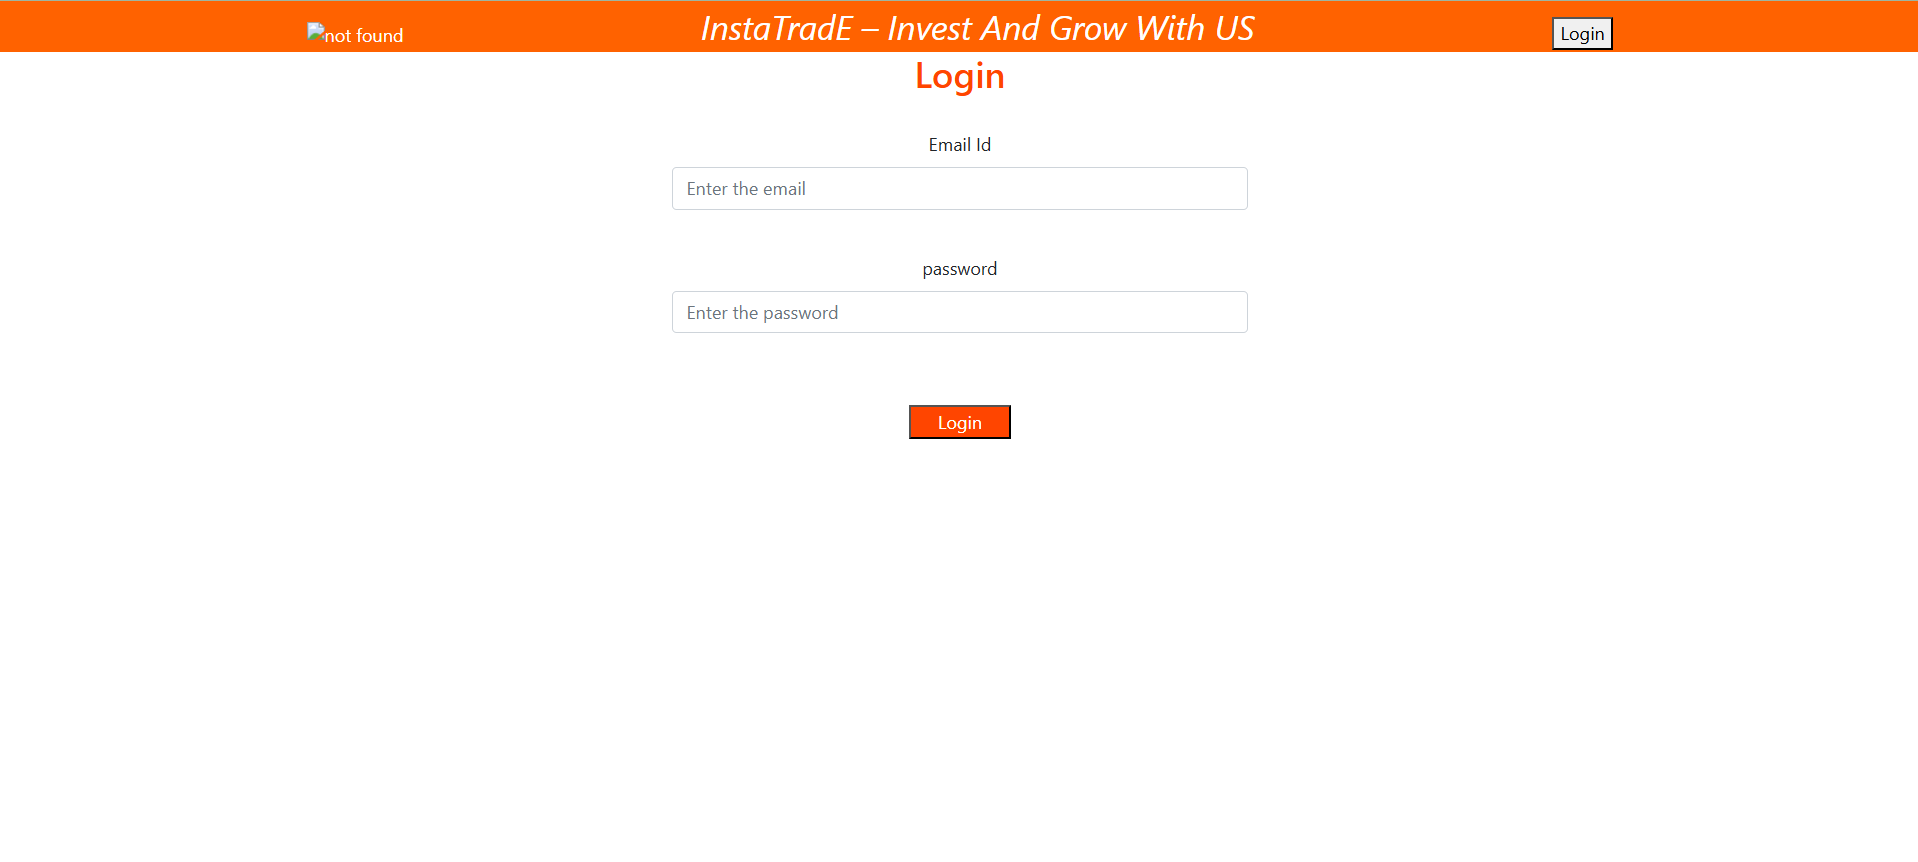 not found
InstaTradE – Invest And Grow With US
Login
Login
Email Id
Enter the email
password
Enter the password
Login